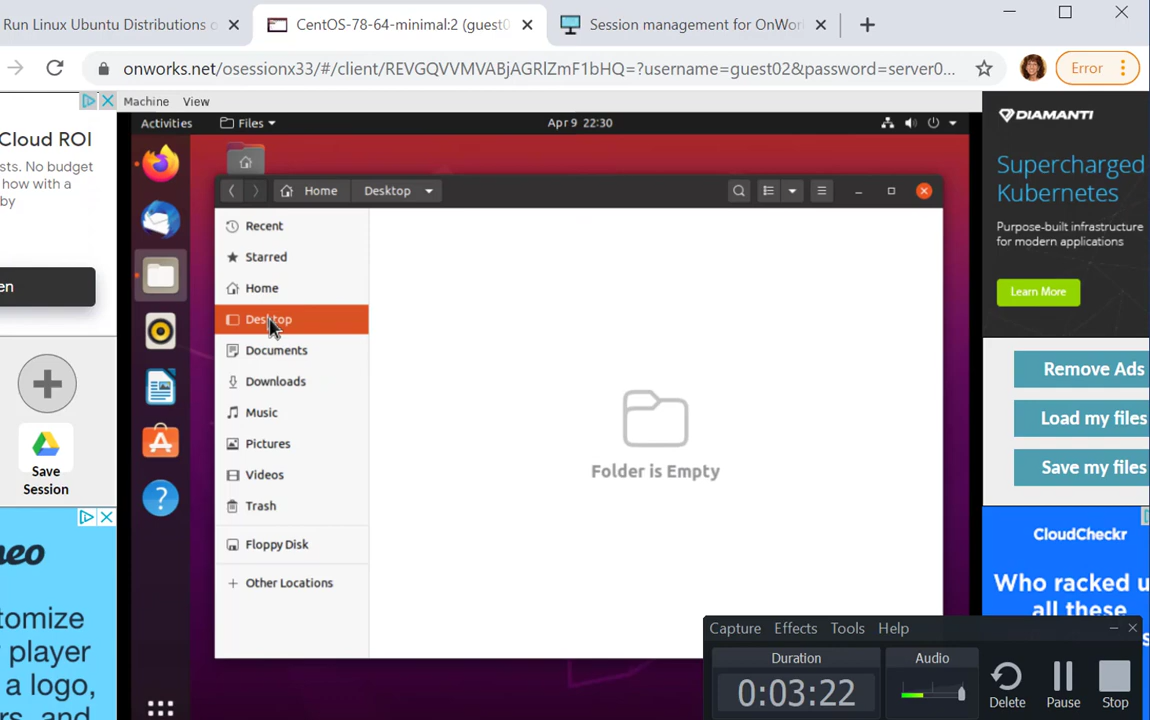 Run Linux Ubuntu Distributions o
CentOS-78-64-minimal:2 (guest0
Session management for OnWor
onworks.net/osessionx33/#/client/REVGQVVMVABjAGRlZmF1bHQ=?username=guest02&password=server0...
Error
Machine View
Activities
Files
Apr 9 22:30
Home
Desktop
Recent
Starred
Home
Desktop
Documents
Downloads
Music
Pictures
Videos
Trash
Floppy Disk
Other Locations
Folder is Empty
Cloud ROI
sts. No budget
how with a
by
en
Save
Session
neo
tomize
player
a logo,
rs, and
DIAMANTI
Supercharged
Kubernetes
Purpose-built infrastructure
for modern applications
Learn More
Remove Ads
Load my files
Save my files
CloudCheckr
Who racked u
all these
Capture Effects Tools Help
Duration
0:03:22
Audio
Delete
Pause
Stop